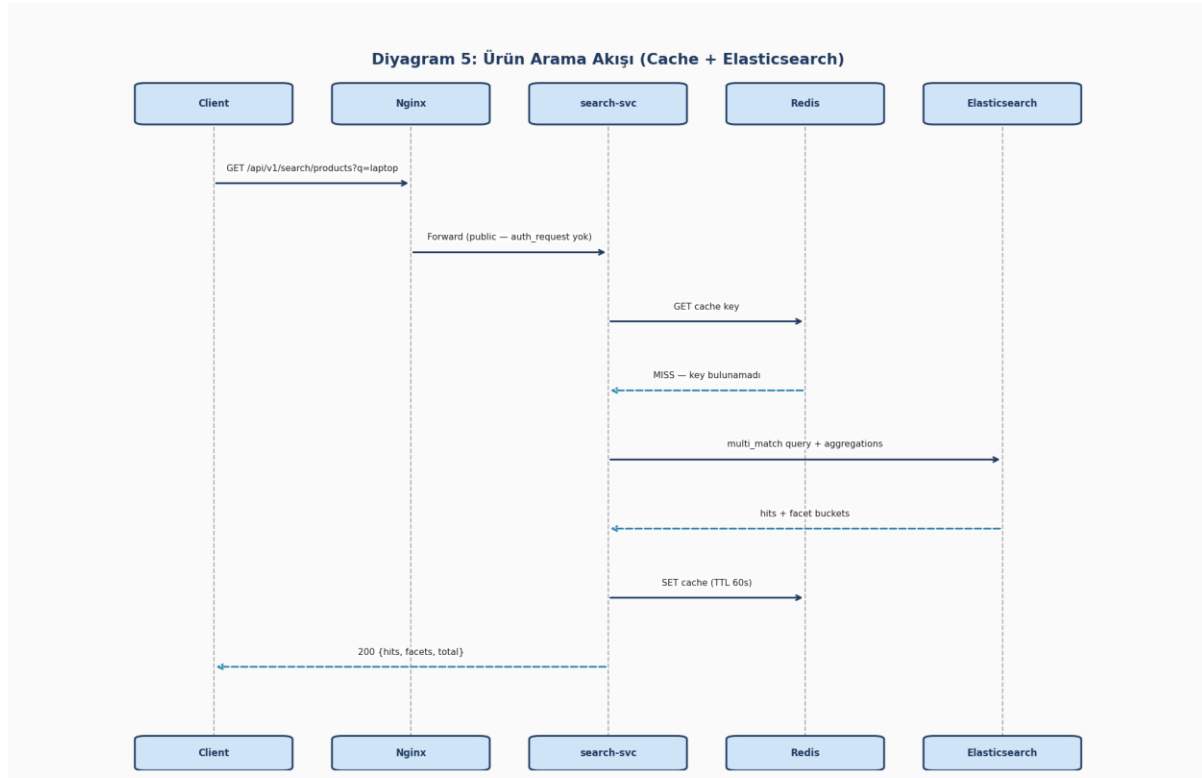 Diyagram 5: Ürün Arama Akışı (Cache + Elasticsearch)
Client
Nginx
search-svc
Redis
Elasticsearch
GET /api/v1/search/products?q=laptop
Forward (public — auth_request yok)
GET cache key
MISS — key bulunamadı
multi_match query + aggregations
hits + facet buckets
SET cache (TTL 60s)
200 {hits, facets, total}
Client
Nginx
search-svc
Redis
Elasticsearch